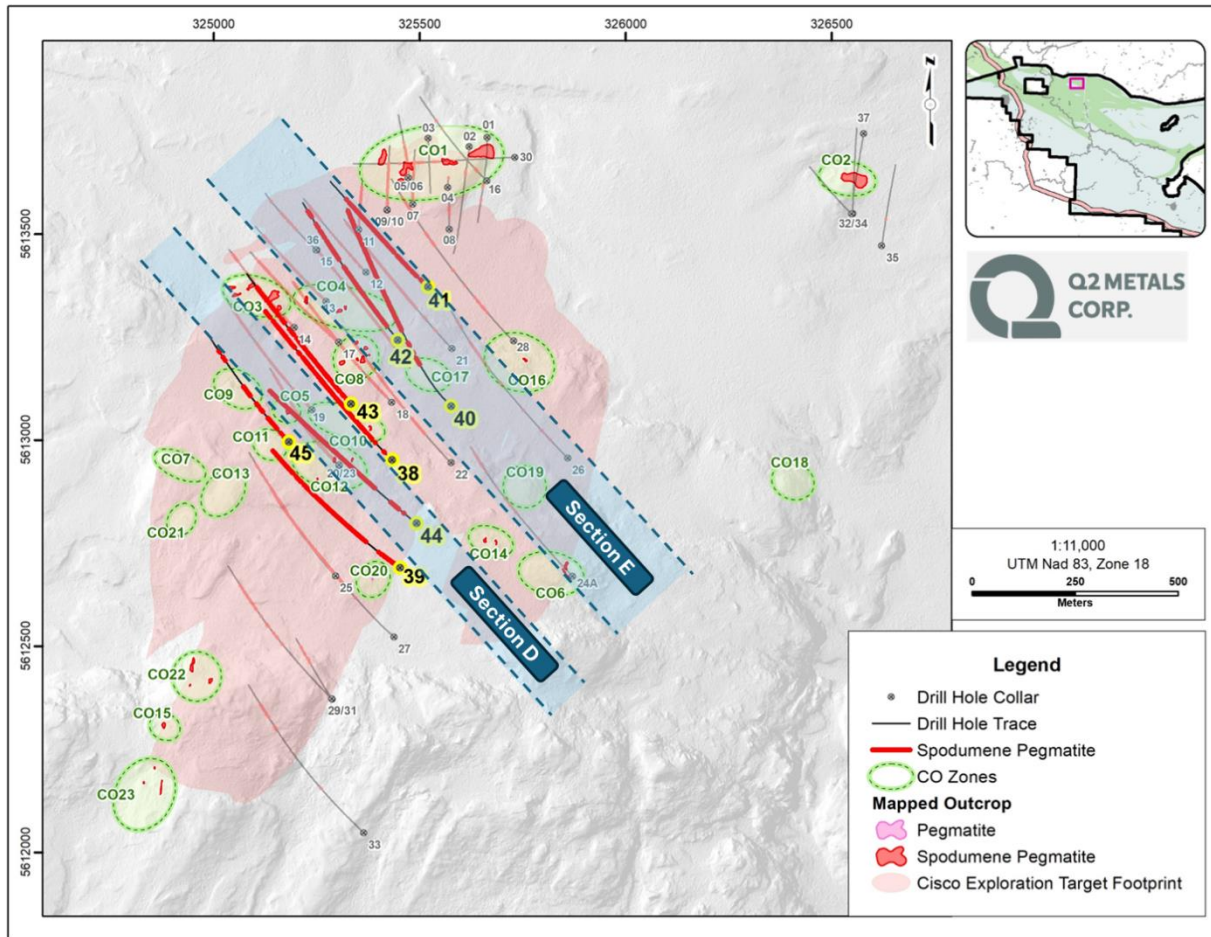 325000
325500
326000
326500
5613500
5613000
5612500
5612000
N
37
03
01
02
CO1
30
CO2
05/06
16
04
07
09/10
08
32/34
35
11
36
15
12
CO4
41
CO3
13
14
42
28
21
17
CO8
CO17
CO16
CO9
CO5
43
40
19
18
CO11
CO10
45
38
22
26
CO7
20/23
CO13
CO12
CO19
CO18
CO21
44
CO14
Section E
39
CO20
25
CO6
24A
Section D
27
CO22
29/31
CO15
CO23
33
Q2 METALS
CORP.
1:11,000
UTM Nad 83, Zone 18
0 250 500
Meters
Legend
Drill Hole Collar
Drill Hole Trace
Spodumene Pegmatite
CO Zones
Mapped Outcrop
Pegmatite
Spodumene Pegmatite
Cisco Exploration Target Footprint